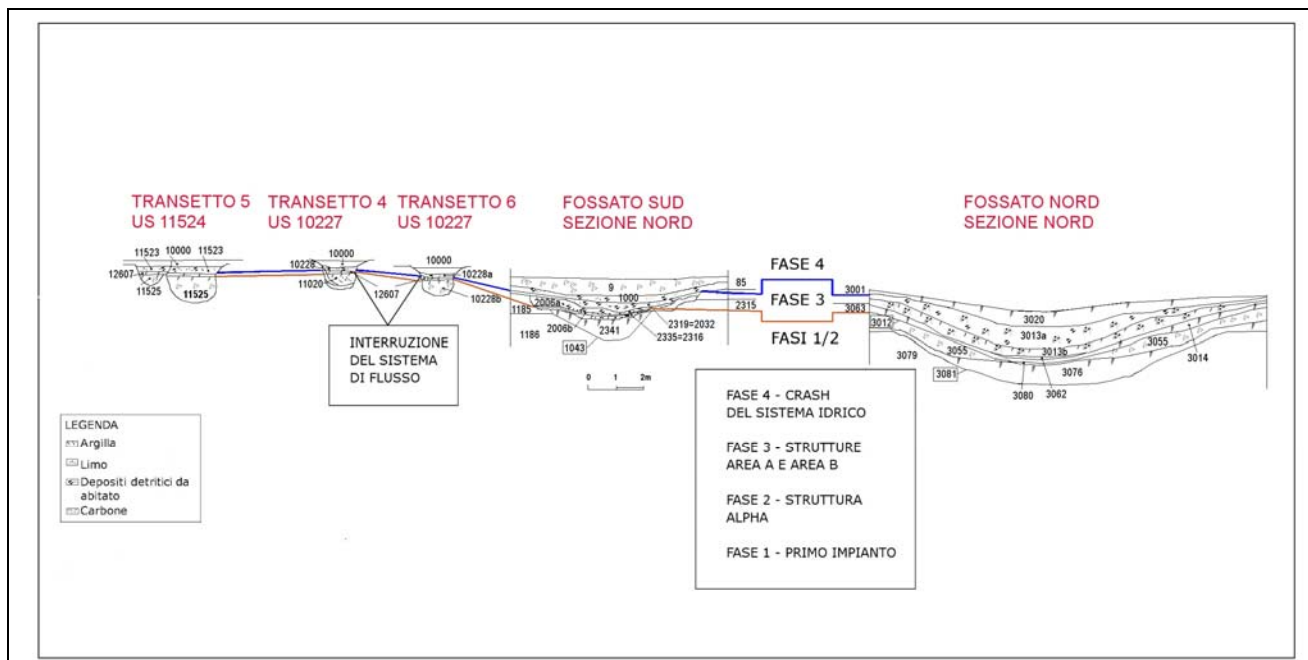 TRANSETTO 5
US 11524
TRANSETTO 4
US 10227
TRANSETTO 6
US 10227
FOSSATO SUD
SEZIONE NORD
FOSSATO NORD
SEZIONE NORD
11523
10000
11523
12607
11525
11525
10228
10000
11020
12607
10000
10228a
10228b
INTERRUZIONE
DEL SISTEMA
DI FLUSSO
9
1000
2006a
1185
1186
2006b
2341
1043
2319=2032
2335=2316
85
2315
0 1 2m
FASE 4
FASE 3
FASI 1/2
3001
3063
3012
3020
3013a
3013b
3055
3055
3014
3079
3081
3076
3080
3062
FASE 4 - CRASH
DEL SISTEMA IDRICO
FASE 3 - STRUTTURE
AREA A E AREA B
FASE 2 - STRUTTURA
ALPHA
FASE 1 - PRIMO IMPIANTO
LEGENDA
Argilla
Limo
Depositi detritici da
abitato
Carbone